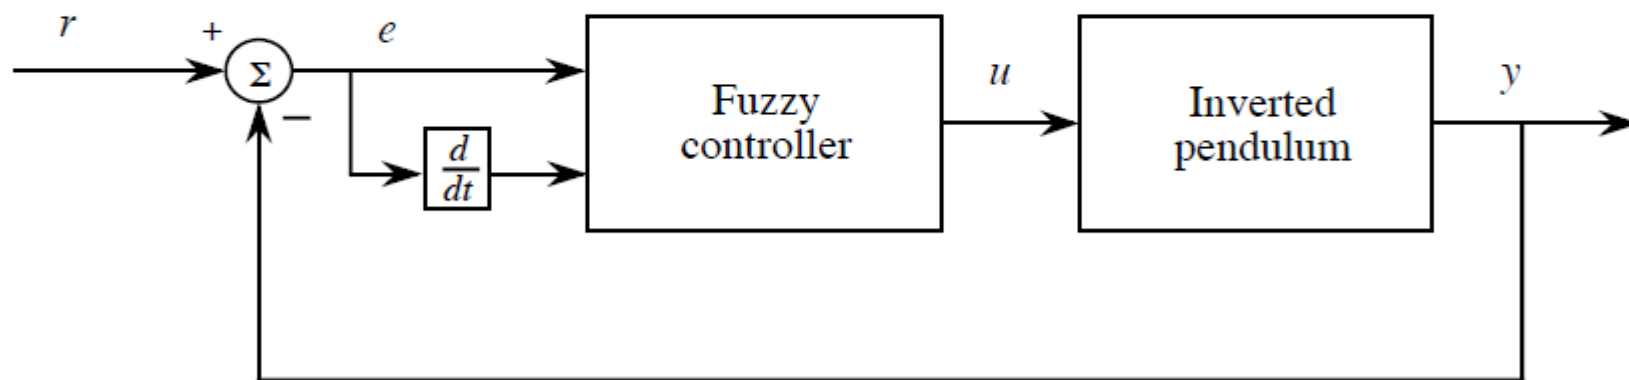 r
+
Σ
−
e
d
dt
Fuzzy
controller
u
Inverted
pendulum
y